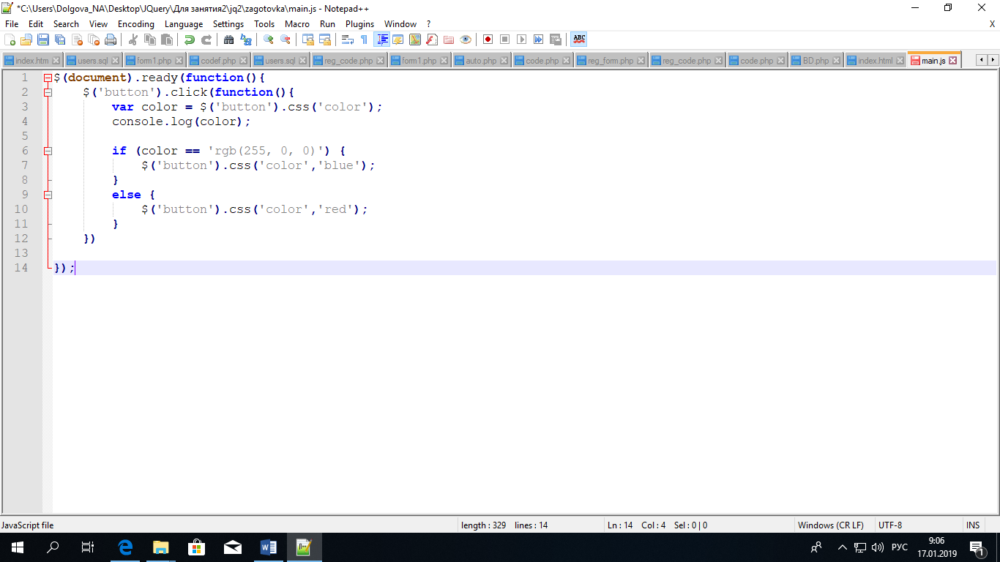 *C:\Users\Dolgova_NA\Desktop\JQuery\Для занятия2\jq2\zagotovka\main.js - Notepad++
File Edit Search View Encoding Language Settings Tools Macro Run Plugins Window ? X
index.htm users.sql form1.php codef.php users.sql reg_code.php form1.php auto.php code.php reg_form.php reg_code.php code.php BD.php index.html main.js
1 $(document).ready(function(){
2 $('button').click(function(){
3 var color = $('button').css('color');
4 console.log(color);
5
6 if (color == 'rgb(255, 0, 0)') {
7 $('button').css('color','blue');
8 }
9 else {
10 $('button').css('color','red');
11 }
12 })
13
14 });
JavaScript file length : 329 lines : 14 Ln : 14 Col : 4 Sel : 0 | 0 Windows (CR LF) UTF-8 INS
РУС 9:06
17.01.2019 1